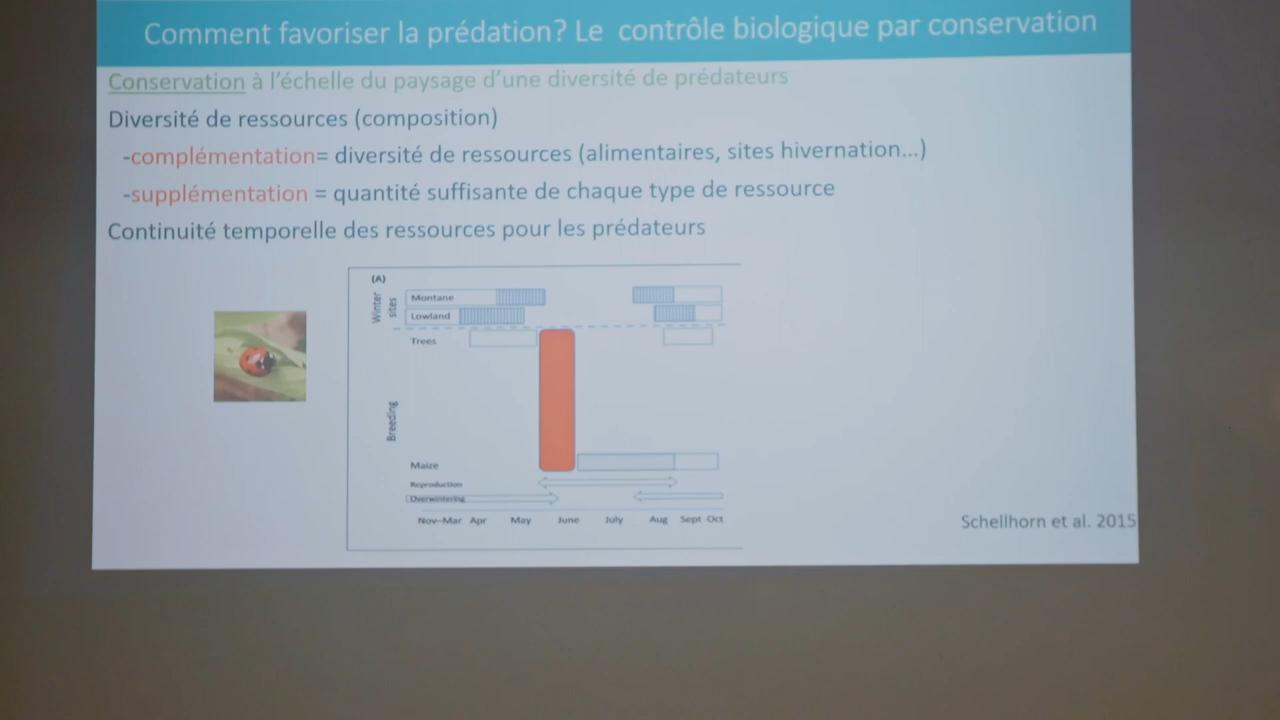 Comment favoriser la prédation? Le contrôle biologique par conservation
Conservation à l'échelle du paysage d'une diversité de prédateurs
Diversité de ressources (composition)
-complémentation= diversité de ressources (alimentaires, sites hivernation...)
-supplémentation = quantité suffisante de chaque type de ressource
Continuité temporelle des ressources pour les prédateurs
(A)
Winter sites
Montane
Lowland
Trees
Breeding
Maize
Reproduction
Overwintering
Nov-Mar Apr May June July Aug Sept Oct
Schellhorn et al. 2015